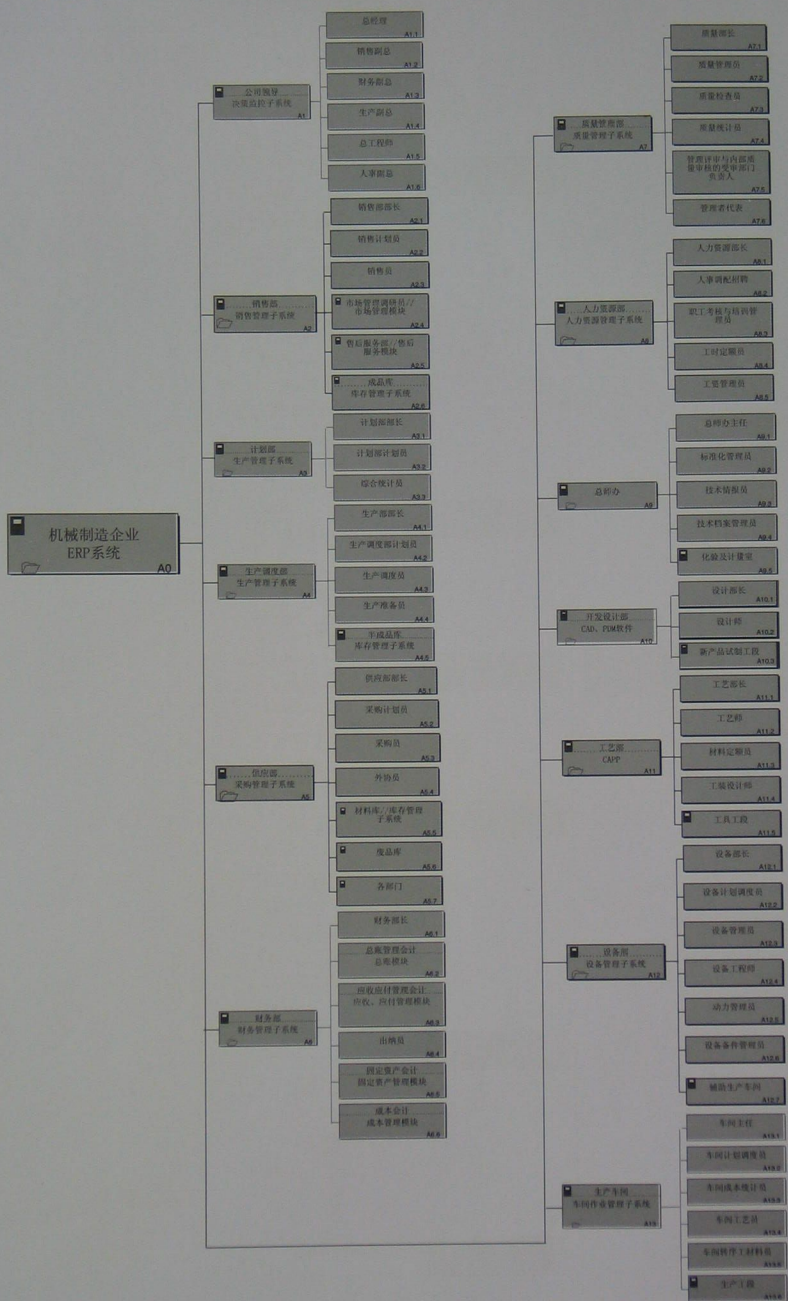 机械制造企业
ERP系统
A0
公司领导
决策监控子系统
A1
总经理
A1.1
销售副总
A1.2
财务副总
A1.3
生产副总
A1.4
总工程师
A1.5
人事副总
A1.6
销售部
销售管理子系统
A2
销售部部长
A2.1
销售计划员
A2.2
销售员
A2.3
市场管理调研员//
市场管理模块
A2.4
售后服务部//售后
服务模块
A2.5
成品库
库存管理子系统
A2.6
计划部
生产管理子系统
A3
计划部部长
A3.1
计划部计划员
A3.2
综合统计员
A3.3
生产调度部
生产管理子系统
A4
生产部部长
A4.1
生产调度部计划员
A4.2
生产调度员
A4.3
生产准备员
A4.4
半成品库
库存管理子系统
A4.5
供应部
采购管理子系统
A5
供应部部长
A5.1
采购计划员
A5.2
采购员
A5.3
外协员
A5.4
材料库//库存管理
子系统
A5.5
废品库
A5.6
各部门
A5.7
财务部
财务管理子系统
A6
财务部长
A6.1
总账管理会计
总账模块
A6.2
应收应付管理会计
应收、应付管理模块
A6.3
出纳员
A6.4
固定资产会计
固定资产管理模块
A6.5
成本会计
成本管理模块
A6.6
质量管理部
质量管理子系统
A7
质量部长
A7.1
质量管理员
A7.2
质量检查员
A7.3
质量统计员
A7.4
管理评审与内部质
量审核的受审部门
负责人
A7.5
管理者代表
A7.6
人力资源部
人力资源管理子系统
A8
人力资源部长
A8.1
人事调配招聘
A8.2
职工考核与培训管
理员
A8.3
工时定额员
A8.4
工资管理员
A8.5
总师办
A9
总师办主任
A9.1
标准化管理员
A9.2
技术情报员
A9.3
技术档案管理员
A9.4
化验及计量室
A9.5
开发设计部
CAD、PDM软件
A10
设计部长
A10.1
设计师
A10.2
新产品试制工段
A10.3
工艺部
CAPP
A11
工艺部长
A11.1
工艺师
A11.2
材料定额员
A11.3
工装设计师
A11.4
工具工段
A11.5
设备部
设备管理子系统
A12
设备部长
A12.1
设备计划调度员
A12.2
设备管理员
A12.3
设备工程师
A12.4
动力管理员
A12.5
设备备件管理员
A12.6
辅助生产车间
A12.7
生产车间
车间作业管理子系统
A13
车间主任
A13.1
车间计划调度员
A13.2
车间成本统计员
A13.3
车间工艺员
A13.4
车间转序工材料员
A13.5
生产工段
A13.6